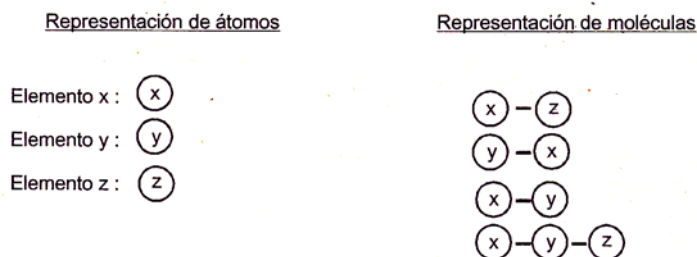 Representación de átomos
Representación de moléculas
Elemento x : x
Elemento y : y
Elemento z : z
x – z
y – x
x – y
x – y – z